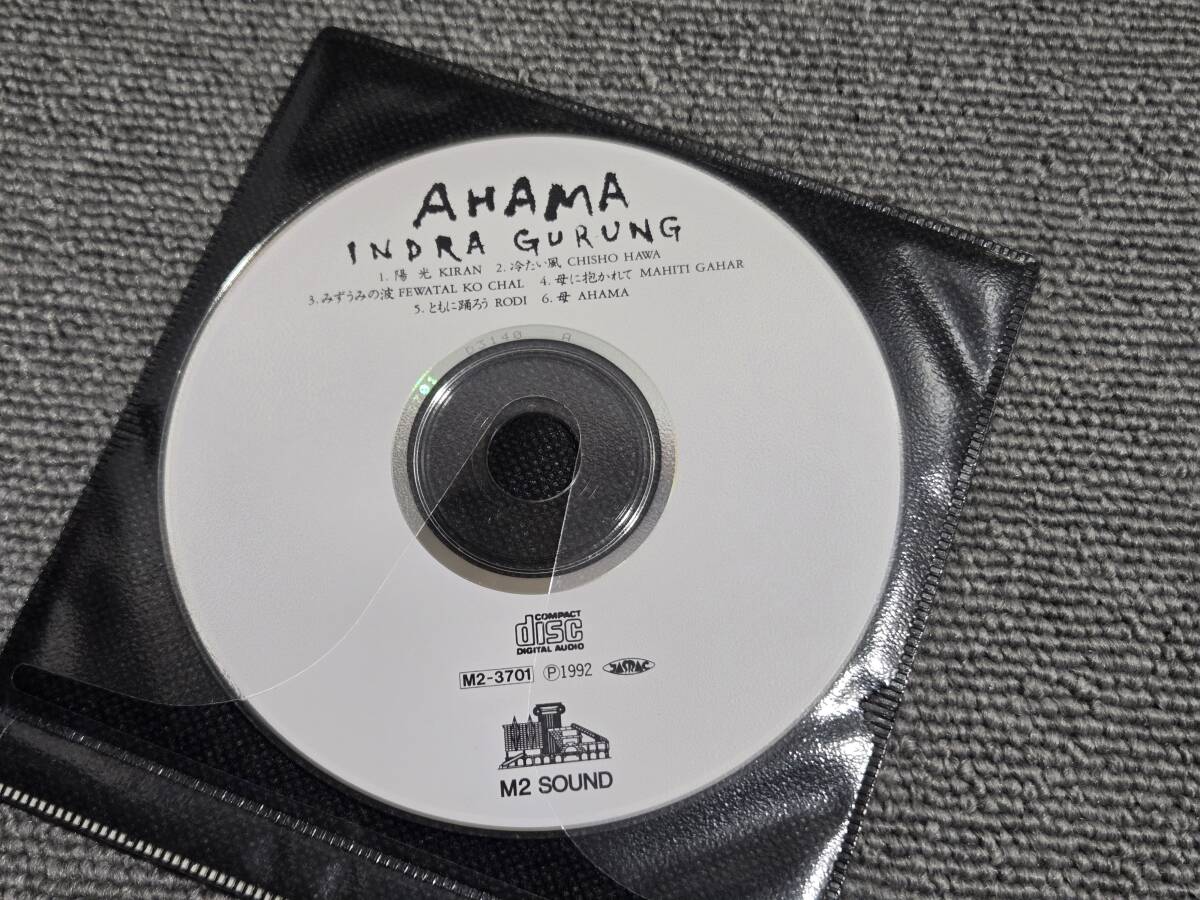 AHAMA
INDRA GURUNG
1. 陽 光 KIRAN 2. 冷たい風 CHISHO HAWA
3. みずうみの波 FEWATAL KO CHAL 4. 母に抱かれて MAHITI GAHAR
5. ともに踊ろう RODI 6. 母 AHAMA
COMPACT
disc
DIGITAL AUDIO
M2-3701 Ⓟ1992 JASRAC
M2 SOUND